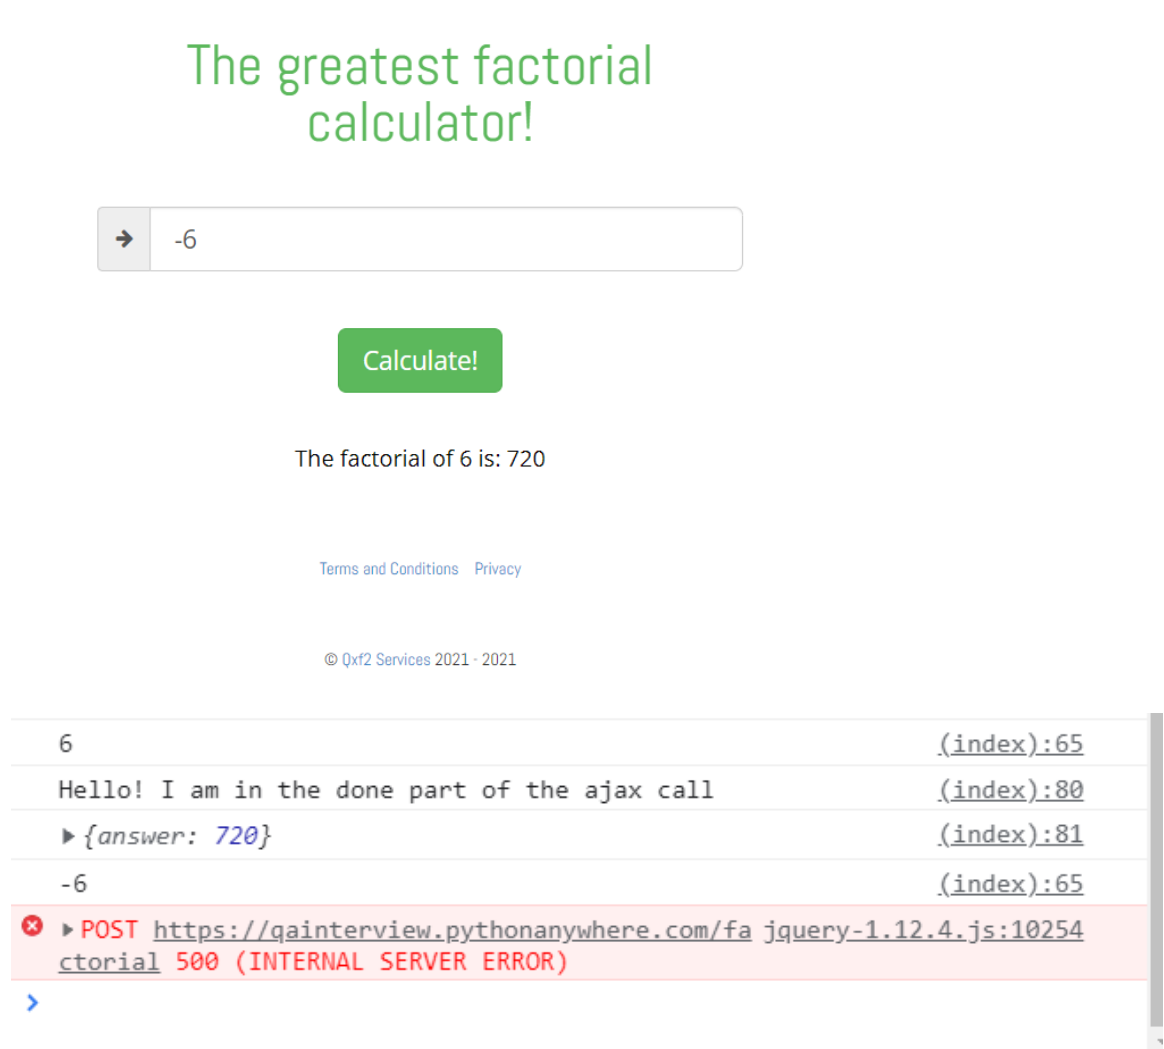 The greatest factorial
calculator!
-6
Calculate!
The factorial of 6 is: 720
Terms and Conditions Privacy
© Qxf2 Services 2021 - 2021
6 (index):65
Hello! I am in the done part of the ajax call (index):80
{answer: 720} (index):81
-6 (index):65
POST https://qainterview.pythonanywhere.com/fa jquery-1.12.4.js:10254
ctorial 500 (INTERNAL SERVER ERROR)